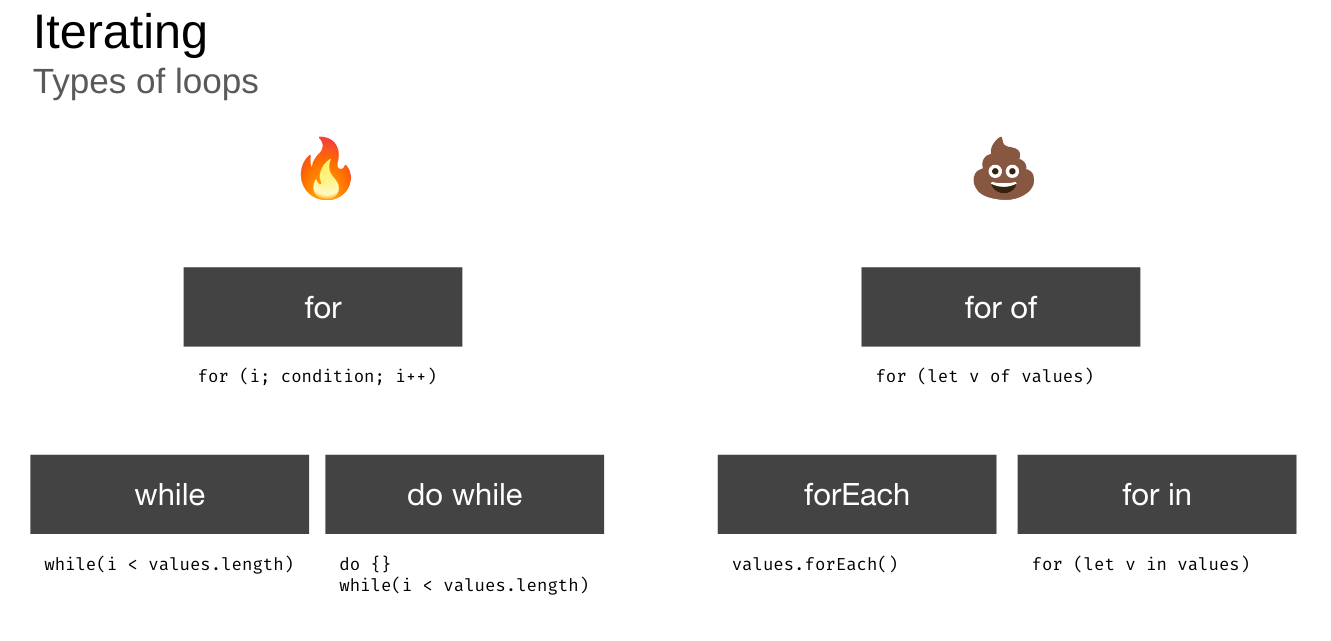 Iterating
Types of loops
for
for (i; condition; i++)
while
while(i < values.length)
do while
do {}
while(i < values.length)
for of
for (let v of values)
forEach
values.forEach()
for in
for (let v in values)